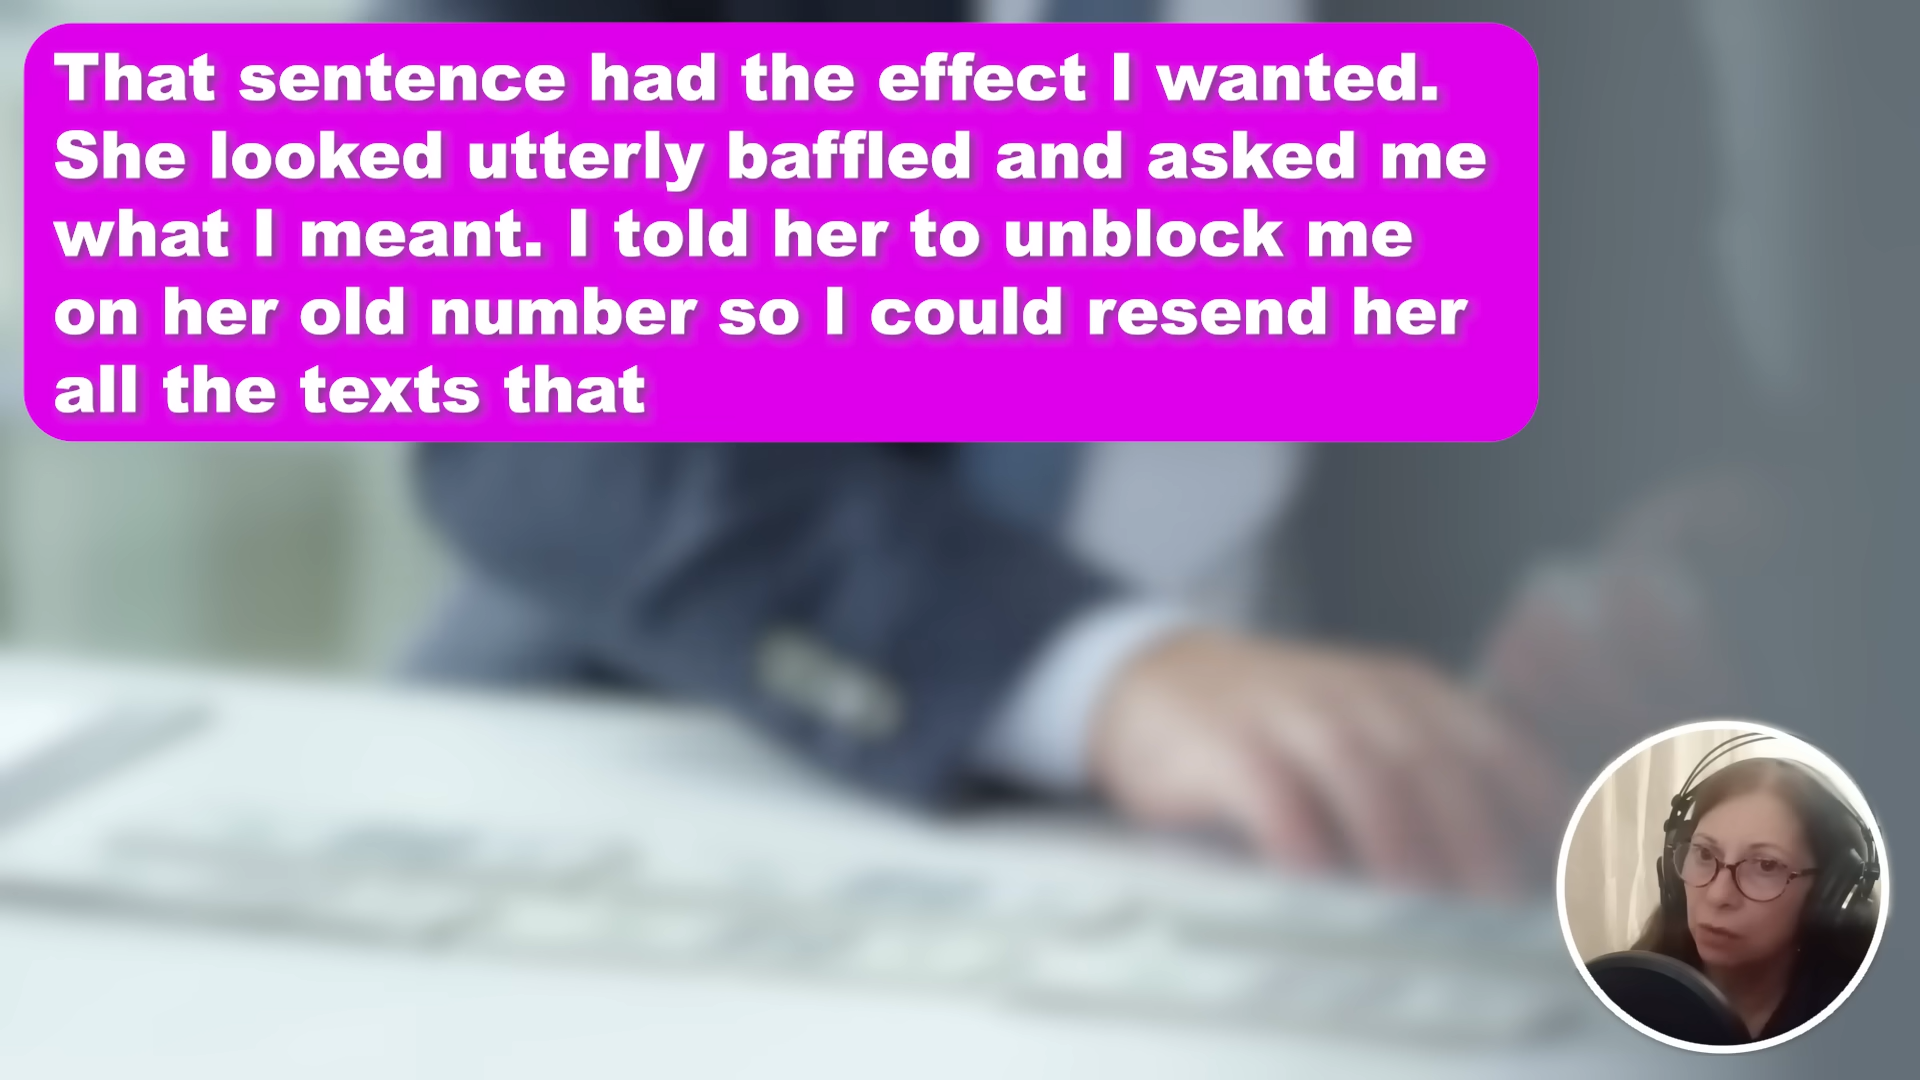 That sentence had the effect I wanted.
She looked utterly baffled and asked me
what I meant. I told her to unblock me
on her old number so I could resend her
all the texts that